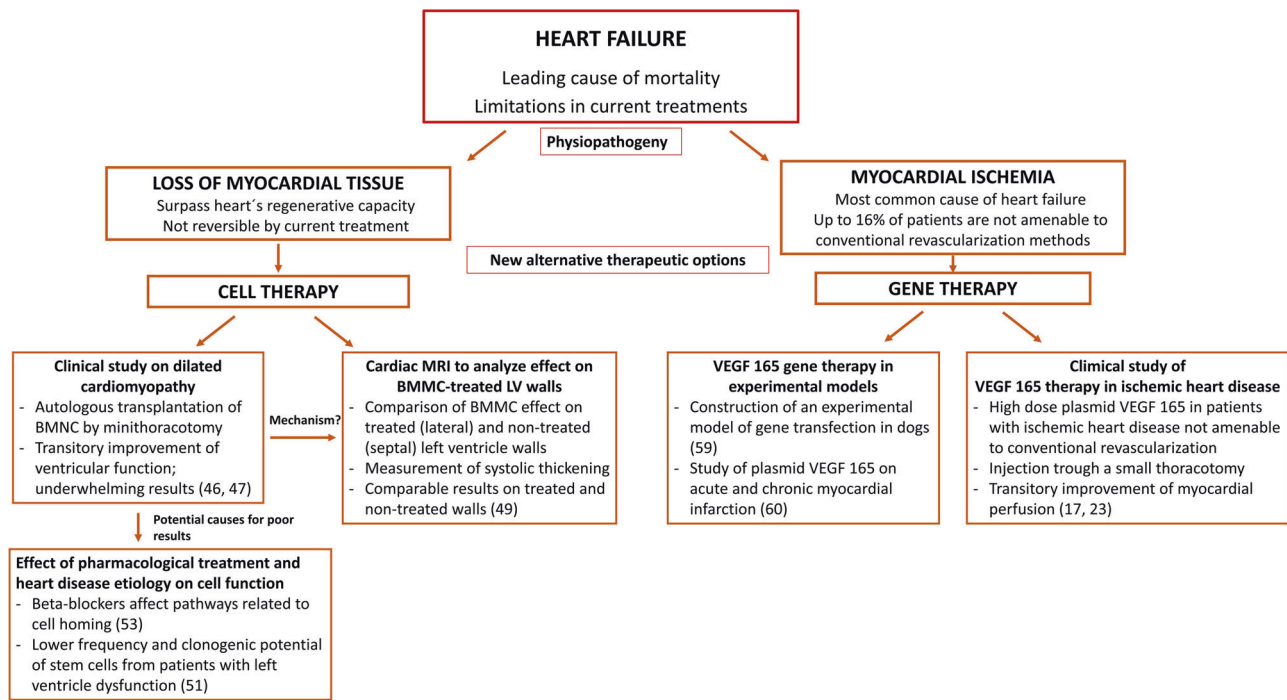 HEART FAILURE
Leading cause of mortality
Limitations in current treatments
Physiopathogeny
LOSS OF MYOCARDIAL TISSUE
Surpass heart´s regenerative capacity
Not reversible by current treatment
MYOCARDIAL ISCHEMIA
Most common cause of heart failure
Up to 16% of patients are not amenable to
conventional revascularization methods
New alternative therapeutic options
CELL THERAPY
GENE THERAPY
Clinical study on dilated
cardiomyopathy
- Autologous transplantation of
BMNC by minithoracotomy
- Transitory improvement of
ventricular function;
underwhelming results (46, 47)
Mechanism?
Cardiac MRI to analyze effect on
BMMC-treated LV walls
- Comparison of BMMC effect on
treated (lateral) and non-treated
(septal) left ventricle walls
- Measurement of systolic thickening
- Comparable results on treated and
non-treated walls (49)
VEGF 165 gene therapy in
experimental models
- Construction of an experimental
model of gene transfection in dogs
(59)
- Study of plasmid VEGF 165 on
acute and chronic myocardial
infarction (60)
Clinical study of
VEGF 165 therapy in ischemic heart disease
- High dose plasmid VEGF 165 in patients
with ischemic heart disease not amenable
to conventional revascularization
- Injection trough a small thoracotomy
- Transitory improvement of myocardial
perfusion (17, 23)
Potential causes for poor
results
Effect of pharmacological treatment and
heart disease etiology on cell function
- Beta-blockers affect pathways related to
cell homing (53)
- Lower frequency and clonogenic potential
of stem cells from patients with left
ventricle dysfunction (51)